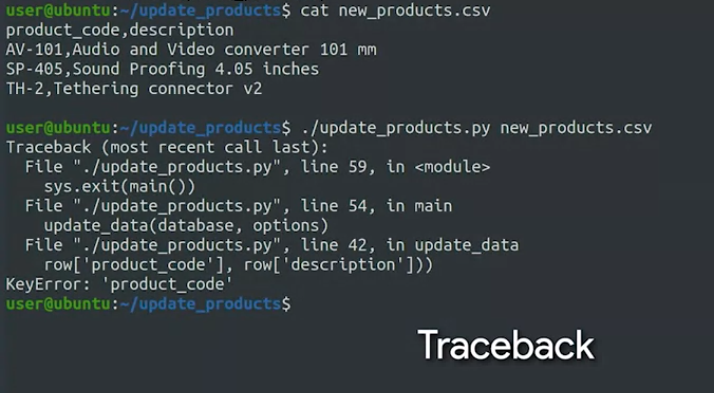 user@ubuntu:~/update_products$ cat new_products.csv
product_code,description
AV-101,Audio and Video converter 101 mm
SP-405,Sound Proofing 4.05 inches
TH-2,Tethering connector v2
user@ubuntu:~/update_products$ ./update_products.py new_products.csv
Traceback (most recent call last):
  File "./update_products.py", line 59, in <module>
    sys.exit(main())
  File "./update_products.py", line 54, in main
    update_data(database, options)
  File "./update_products.py", line 42, in update_data
    row['product_code'], row['description']))
KeyError: 'product_code'
user@ubuntu:~/update_products$
Traceback